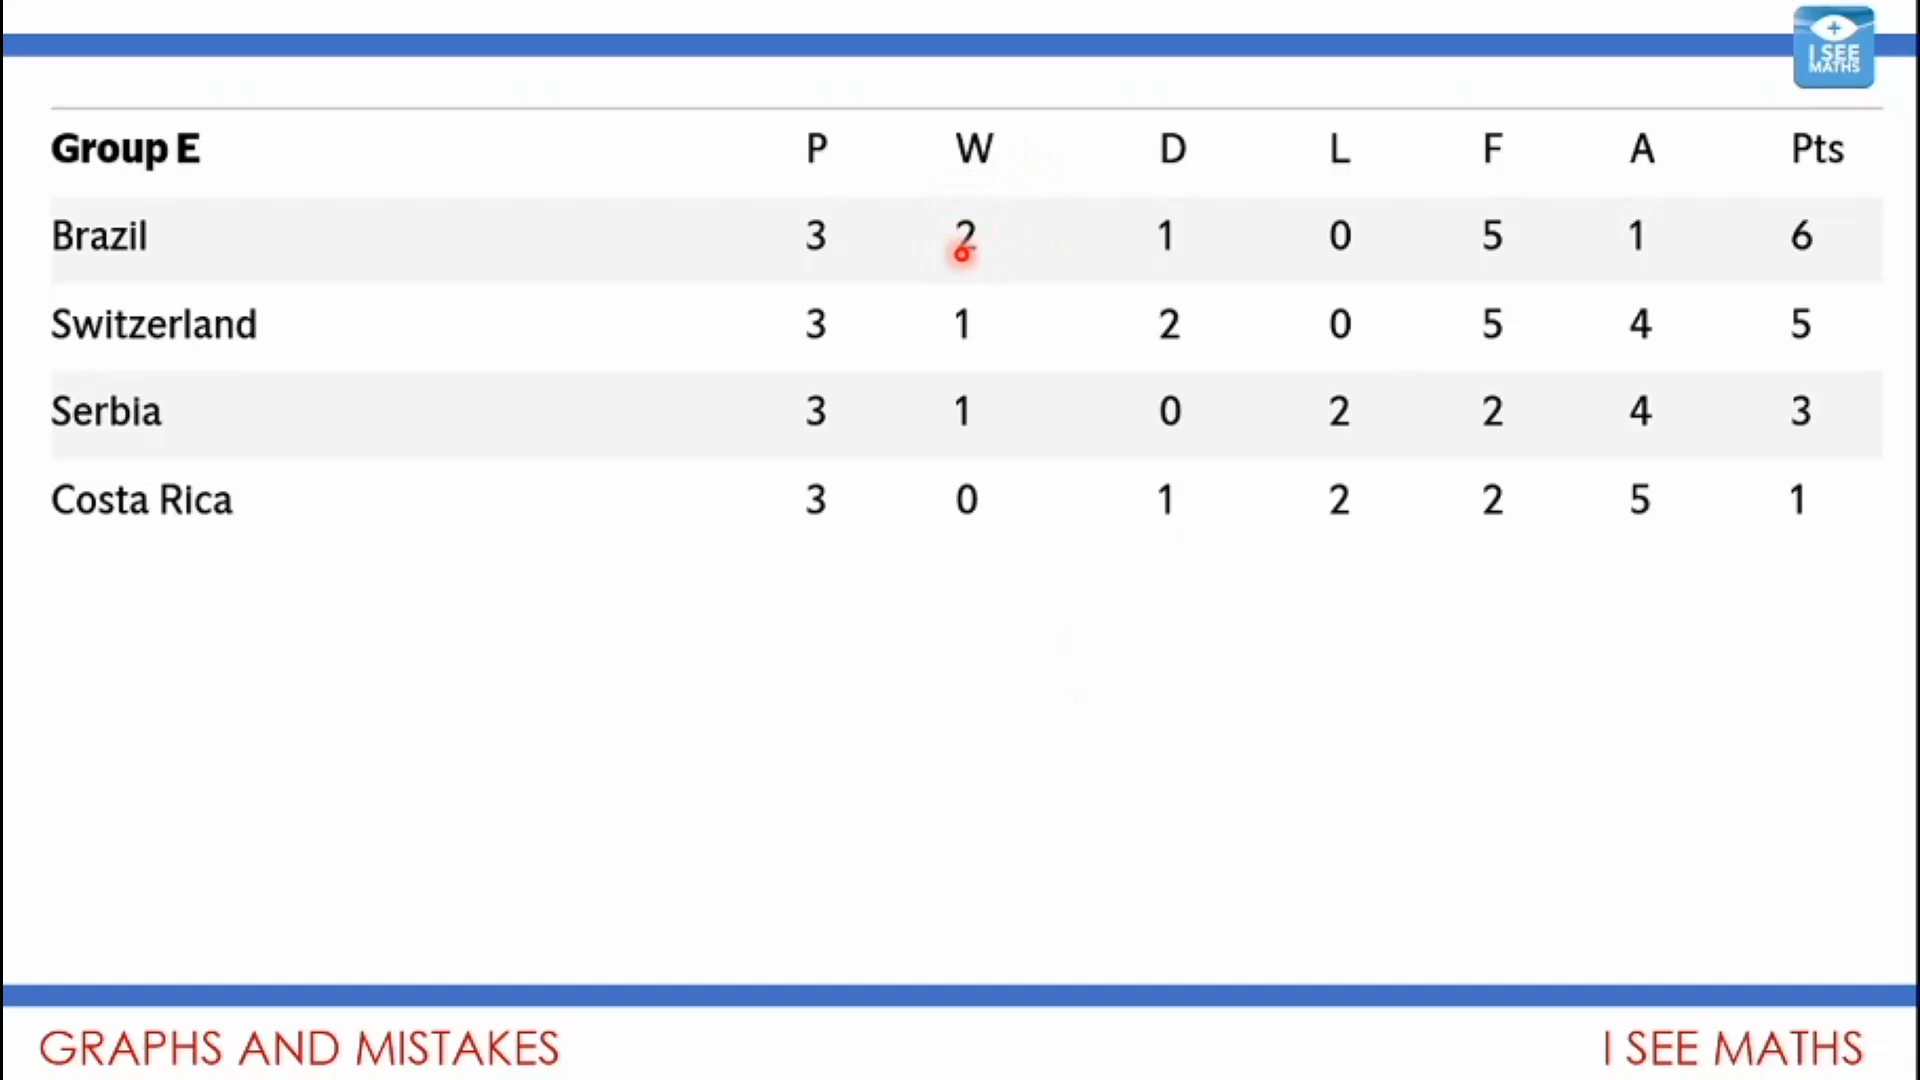 I SEE
MATHS
Group E P W D L F A Pts
Brazil 3 2 1 0 5 1 6
Switzerland 3 1 2 0 5 4 5
Serbia 3 1 0 2 2 4 3
Costa Rica 3 0 1 2 2 5 1
GRAPHS AND MISTAKES I SEE MATHS